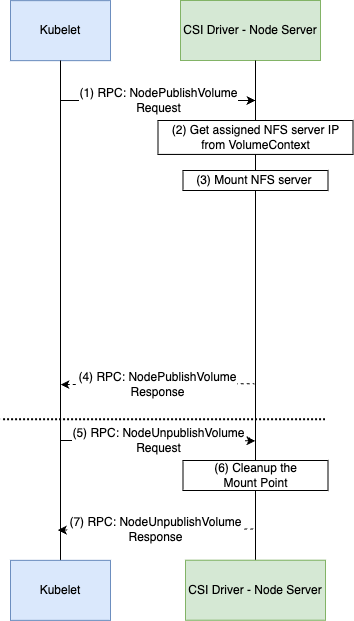 Kubelet
CSI Driver - Node Server
(1) RPC: NodePublishVolume
Request
(2) Get assigned NFS server IP
from VolumeContext
(3) Mount NFS server
(4) RPC: NodePublishVolume
Response
(5) RPC: NodeUnpublishVolume
Request
(6) Cleanup the
Mount Point
(7) RPC: NodeUnpublishVolume
Response
Kubelet
CSI Driver - Node Server